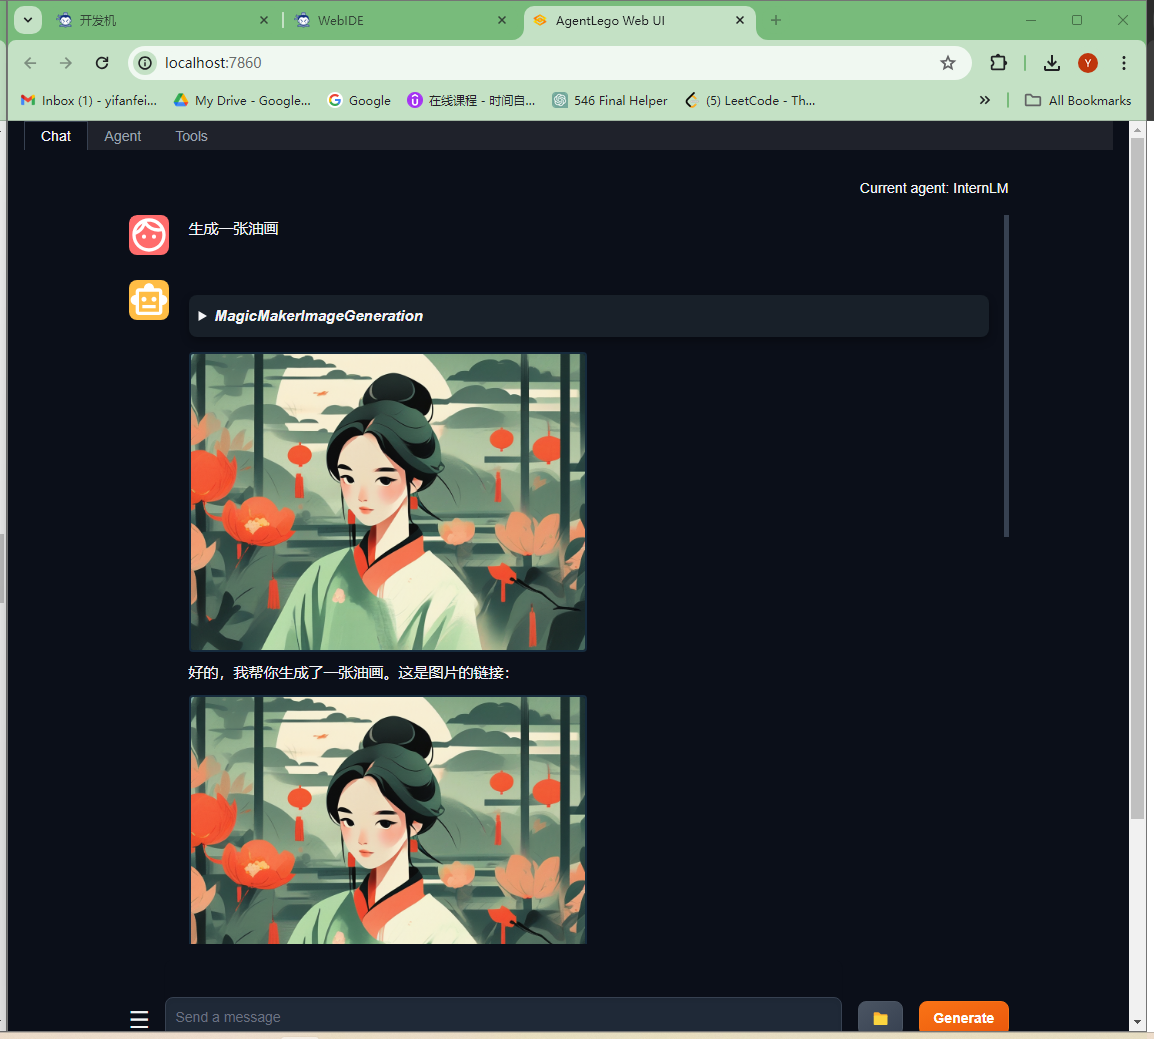 开发机
WebIDE
AgentLego Web UI
localhost:7860
Inbox (1) - yifanfei...
My Drive - Google...
Google
在线课程 - 时间自...
546 Final Helper
(5) LeetCode - Th...
All Bookmarks
Y
Chat
Agent
Tools
Current agent: InternLM
生成一张油画
MagicMakerImageGeneration
好的，我帮你生成了一张油画。这是图片的链接：
Send a message
Generate